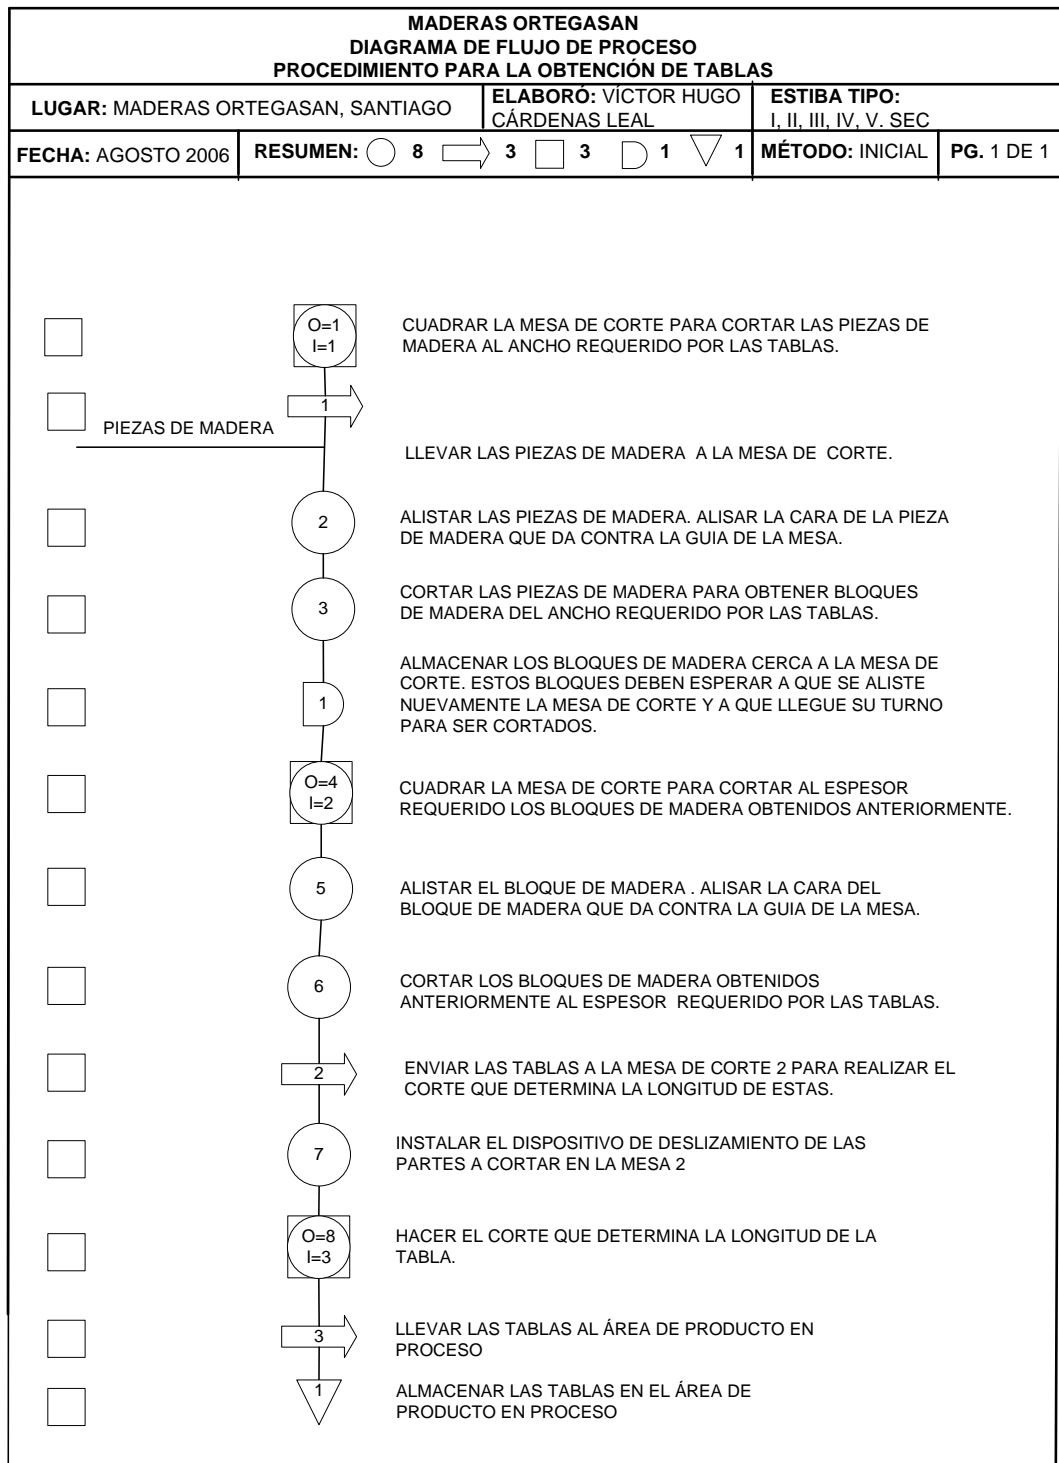 MADERAS ORTEGASAN
DIAGRAMA DE FLUJO DE PROCESO
PROCEDIMIENTO PARA LA OBTENCIÓN DE TABLAS
LUGAR: MADERAS ORTEGASAN, SANTIAGO
ELABORÓ: VÍCTOR HUGO
CÁRDENAS LEAL
ESTIBA TIPO:
I, II, III, IV, V. SEC
FECHA: AGOSTO 2006
RESUMEN: 8 3 3 1 1
MÉTODO: INICIAL
PG. 1 DE 1
O=1
I=1
CUADRAR LA MESA DE CORTE PARA CORTAR LAS PIEZAS DE
MADERA AL ANCHO REQUERIDO POR LAS TABLAS.
1
PIEZAS DE MADERA
LLEVAR LAS PIEZAS DE MADERA A LA MESA DE CORTE.
2
ALISTAR LAS PIEZAS DE MADERA. ALISAR LA CARA DE LA PIEZA
DE MADERA QUE DA CONTRA LA GUIA DE LA MESA.
3
CORTAR LAS PIEZAS DE MADERA PARA OBTENER BLOQUES
DE MADERA DEL ANCHO REQUERIDO POR LAS TABLAS.
1
ALMACENAR LOS BLOQUES DE MADERA CERCA A LA MESA DE
CORTE. ESTOS BLOQUES DEBEN ESPERAR A QUE SE ALISTE
NUEVAMENTE LA MESA DE CORTE Y A QUE LLEGUE SU TURNO
PARA SER CORTADOS.
O=4
I=2
CUADRAR LA MESA DE CORTE PARA CORTAR AL ESPESOR
REQUERIDO LOS BLOQUES DE MADERA OBTENIDOS ANTERIORMENTE.
5
ALISTAR EL BLOQUE DE MADERA . ALISAR LA CARA DEL
BLOQUE DE MADERA QUE DA CONTRA LA GUIA DE LA MESA.
6
CORTAR LOS BLOQUES DE MADERA OBTENIDOS
ANTERIORMENTE AL ESPESOR REQUERIDO POR LAS TABLAS.
2
ENVIAR LAS TABLAS A LA MESA DE CORTE 2 PARA REALIZAR EL
CORTE QUE DETERMINA LA LONGITUD DE ESTAS.
7
INSTALAR EL DISPOSITIVO DE DESLIZAMIENTO DE LAS
PARTES A CORTAR EN LA MESA 2
O=8
I=3
HACER EL CORTE QUE DETERMINA LA LONGITUD DE LA
TABLA.
3
LLEVAR LAS TABLAS AL ÁREA DE PRODUCTO EN
PROCESO
1
ALMACENAR LAS TABLAS EN EL ÁREA DE
PRODUCTO EN PROCESO